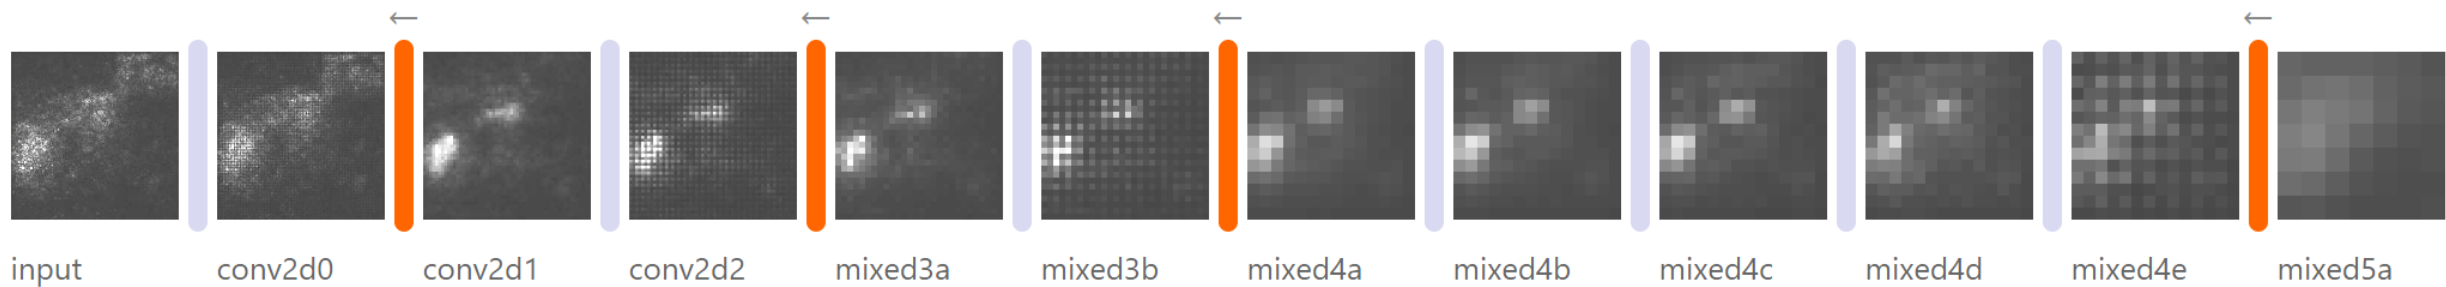 ← ← ← ←
input conv2d0 conv2d1 conv2d2 mixed3a mixed3b mixed4a mixed4b mixed4c mixed4d mixed4e mixed5a